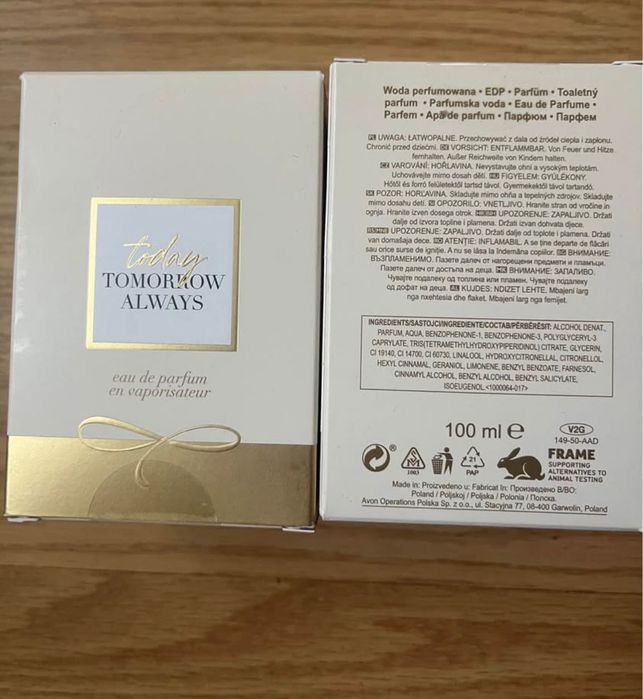 today
TOMORROW
ALWAYS
eau de parfum
en vaporisateur
Woda perfumowana • EDP • Parfüm • Toaletný
parfum • Parfumska voda • Eau de Parfume •
Parfem • Apă de parfum • Парфюм • Парфем
PL UWAGA: ŁATWOPALNE. Przechowywać z dala od źródeł ciepła i zapłonu.
Chronić przed dziećmi. DE VORSICHT: ENTFLAMMBAR. Von Feuer und Hitze
fernhalten. Außer Reichweite von Kindern halten.
CZ VAROVÁNÍ: HOŘLAVINA. Nevystavujte ohni a vysokým teplotám.
Uchovávejte mimo dosah dětí. HU FIGYELEM: GYÚLÉKONY.
Hőtől és forró felületektől tartsd távol. Gyermekektől távol tartandó.
SK POZOR: HORĽAVINA. Skladujte mimo ohňa a tepelných zdrojov. Skladujte
mimo dosahu detí. SI OPOZORILO: VNETLJIVO. Hranite stran od vročine in
ognja. Hranite izven dosega otrok. HR/BH UPOZORENJE: ZAPALJIVO. Držati
dalje od izvora topline i plamena. Držati izvan dohvata djece.
RS/MNE UPOZORENJE: ZAPALJIVO. Držati dalje od toplote i plamena. Držati
van domašaja dece. RO ATENȚIE: INFLAMABIL. A se ține departe de flăcări
sau orice surse de ignitie. A nu se lăsa la îndemâna copiilor. BG ВНИМАНИЕ:
ВЪЗПЛАМЕНИМО. Пазете далеч от нагорещени предмети и пламъци.
Пазете далеч от достъпа на деца. MK ВНИМАНИЕ: ЗАПАЛИВО.
Чувајте подалеку од топлина или пламен. Чувајте подалеку
од дофат на деца. AL KUJDES: NDIZET LEHTE. Mbajeni larg
nga nxehtesia dhe flaket. Mbajeni larg nga femijet.
INGREDIENTS/SASTOJCI/INGREDIENTE/СОСТАВ/PËRBËRËSIT: ALCOHOL DENAT.,
PARFUM, AQUA, BENZOPHENONE-1, BENZOPHENONE-3, POLYGLYCERYL-3
CAPRYLATE, TRIS(TETRAMETHYLHYDROXYPIPERIDINOL) CITRATE, GLYCERIN,
CI 19140, CI 14700, CI 60730, LINALOOL, HYDROXYCITRONELLAL, CITRONELLOL,
HEXYL CINNAMAL, GERANIOL, LIMONENE, BENZYL BENZOATE, FARNESOL,
CINNAMYL ALCOHOL, BENZYL ALCOHOL, BENZYL SALICYLATE,
ISOEUGENOL.<1000064-017>
100 ml e
V2G
149-50-AAD
1003
21
PAP
FRAME
SUPPORTING
ALTERNATIVES TO
ANIMAL TESTING
Made in: Proizvedeno u: Fabricat în: Произведено в/во:
Poland / Poljskoj / Poljska / Polonia / Полска
Avon Operations Polska Sp. z o.o., ul. Stacyjna 77, 08-400 Garwolin, Poland